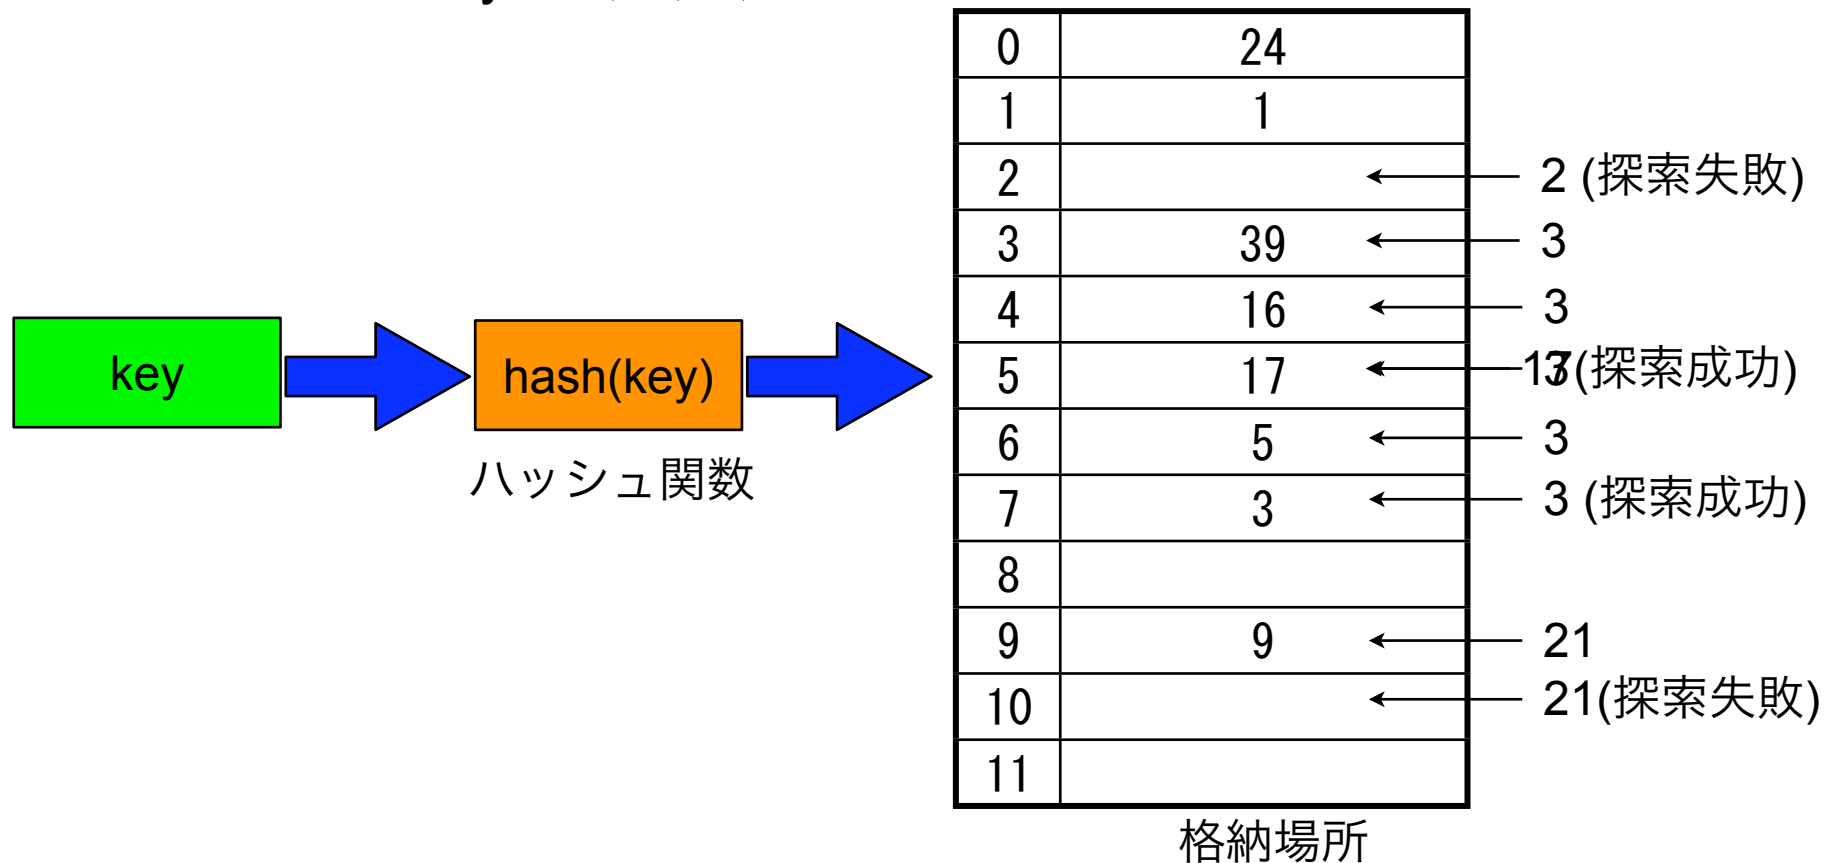 0 24
1 1
2 2 (探索失敗)
3 39 3
4 16 3
key hash(key) 5 17 17 3 (探索成功)
6 5 3
ハッシュ関数
7 3 3 (探索成功)
8
9 9 21
10 21(探索失敗)
11
格納場所